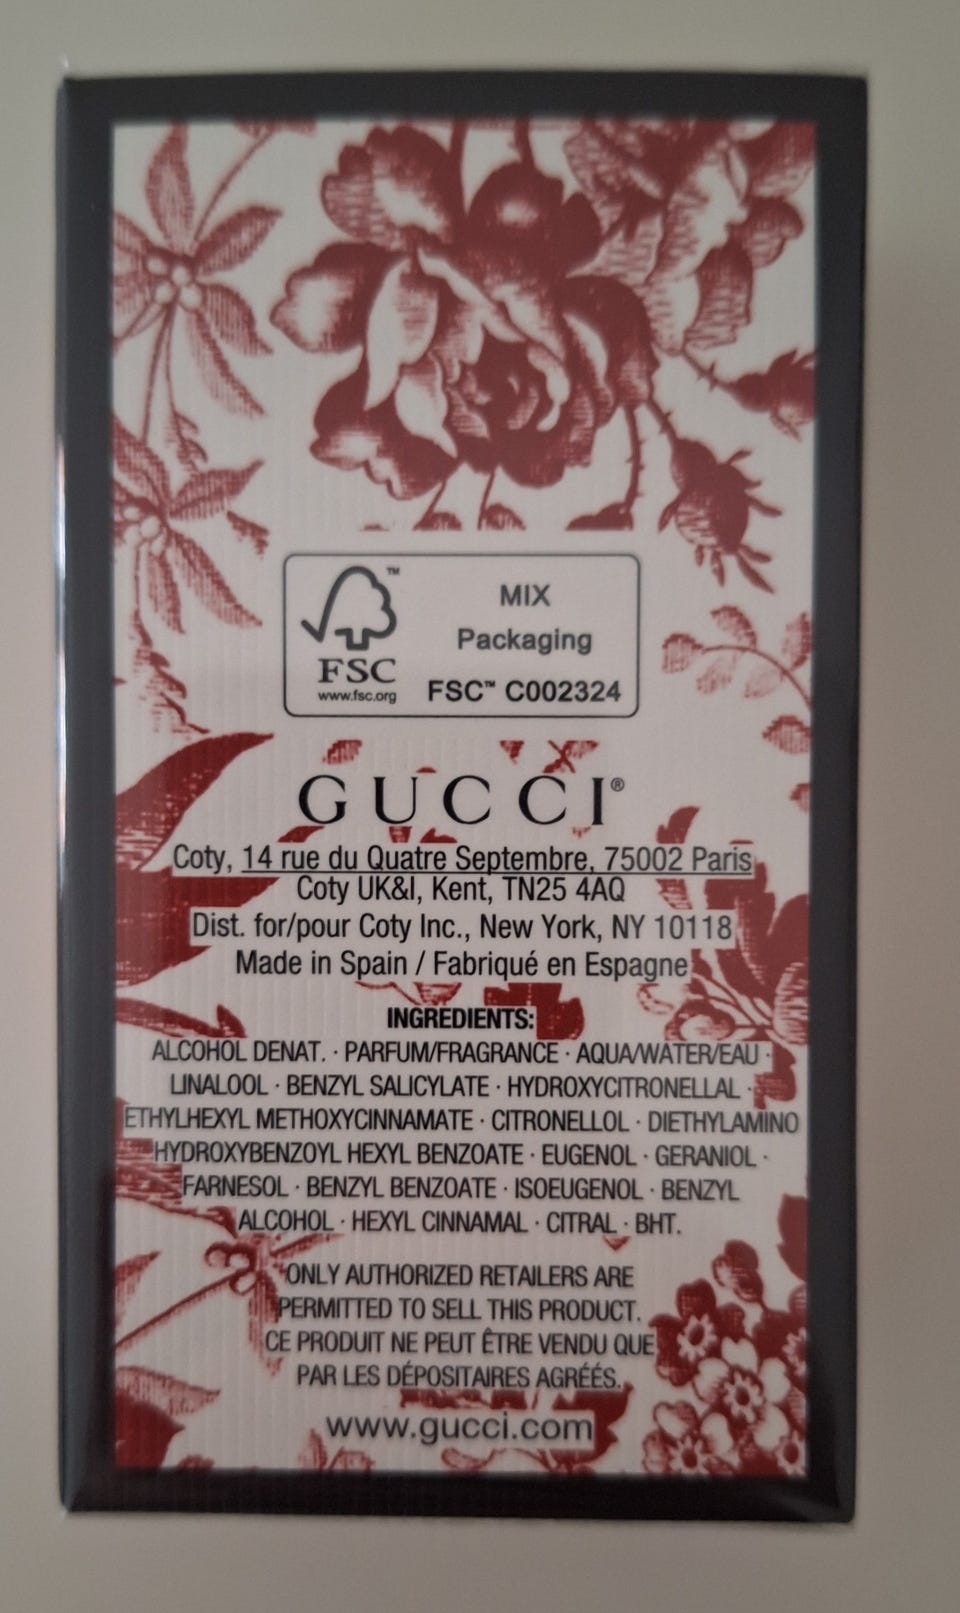 MIX
Packaging
FSC™ C002324
™
FSC
www.fsc.org
GUCCI®
Coty, 14 rue du Quatre Septembre, 75002 Paris
Coty UK&I, Kent, TN25 4AQ
Dist. for/pour Coty Inc., New York, NY 10118
Made in Spain / Fabriqué en Espagne
INGREDIENTS:
ALCOHOL DENAT. · PARFUM/FRAGRANCE · AQUA/WATER/EAU ·
LINALOOL · BENZYL SALICYLATE · HYDROXYCITRONELLAL ·
ETHYLHEXYL METHOXYCINNAMATE · CITRONELLOL · DIETHYLAMINO
HYDROXYBENZOYL HEXYL BENZOATE · EUGENOL · GERANIOL ·
FARNESOL · BENZYL BENZOATE · ISOEUGENOL · BENZYL
ALCOHOL · HEXYL CINNAMAL · CITRAL · BHT.
ONLY AUTHORIZED RETAILERS ARE
PERMITTED TO SELL THIS PRODUCT.
CE PRODUIT NE PEUT ÊTRE VENDU QUE
PAR LES DÉPOSITAIRES AGRÉÉS.
www.gucci.com